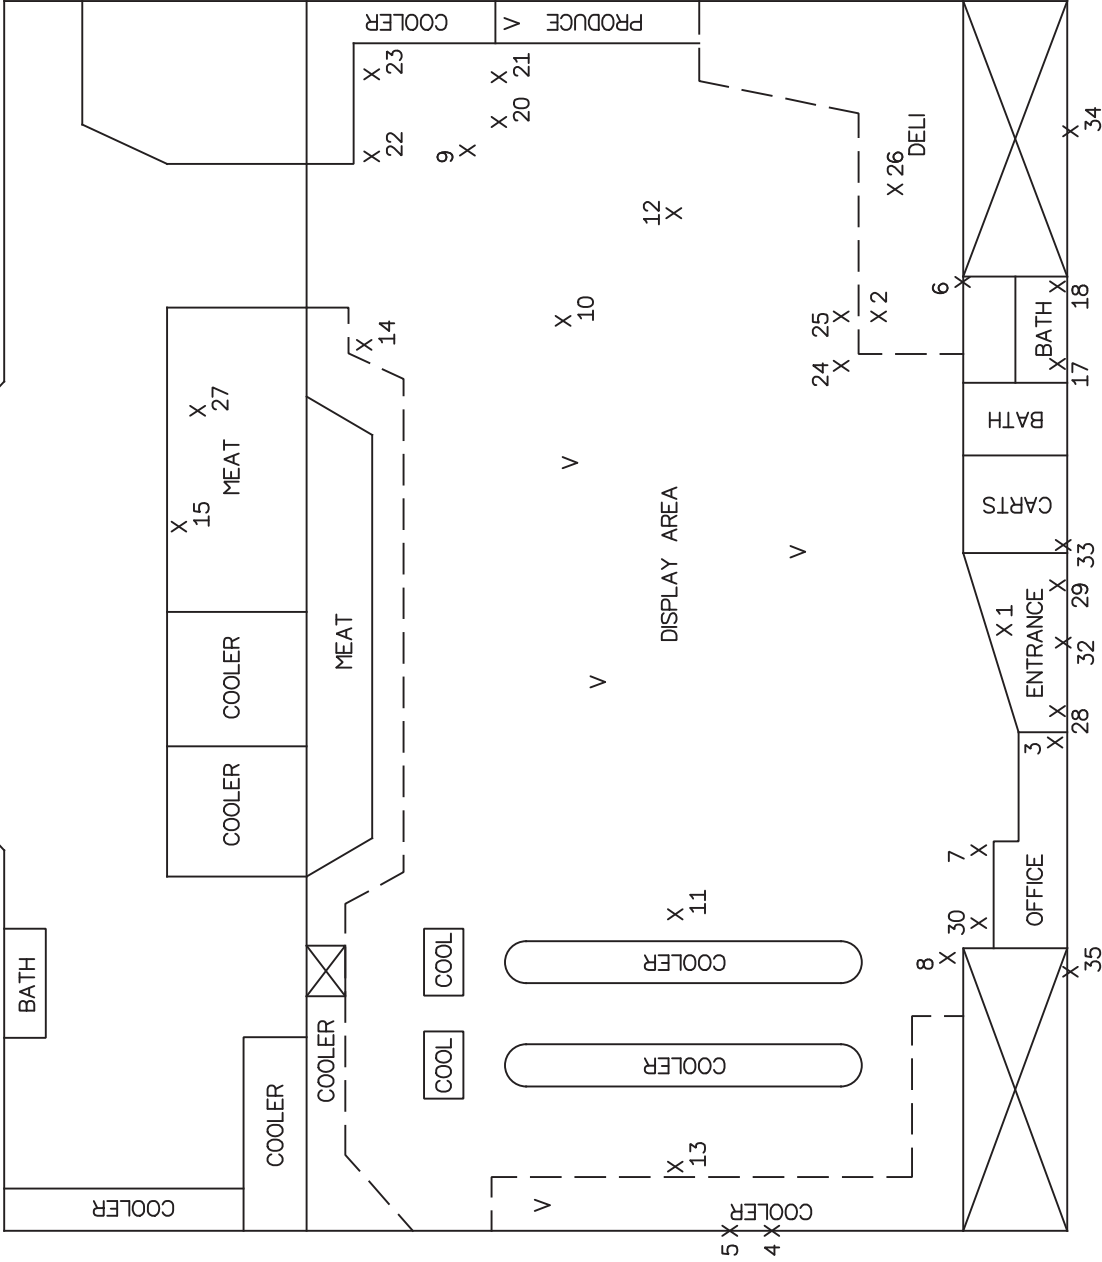 COOLER
V
PRODUCE
X 23
X 21
X 20
X 22
9 X
34 X
DELI
X 26
12 X
6 X
X 10
25 X
X 2
X 18
BATH
X 14
24 X
X 17
X 27
MEAT
BATH
V
X 15
CARTS
DISPLAY AREA
V
X 33
X 29
X 1
ENTRANCE
X 32
MEAT
COOLER
V
X 28
3 X
COOLER
7 X
OFFICE
X 11
30 X
8 X
X 35
BATH
COOL
COOLER
COOLER
COOL
COOLER
COOLER
X 13
COOLER
V
COOLER
5 X
4 X